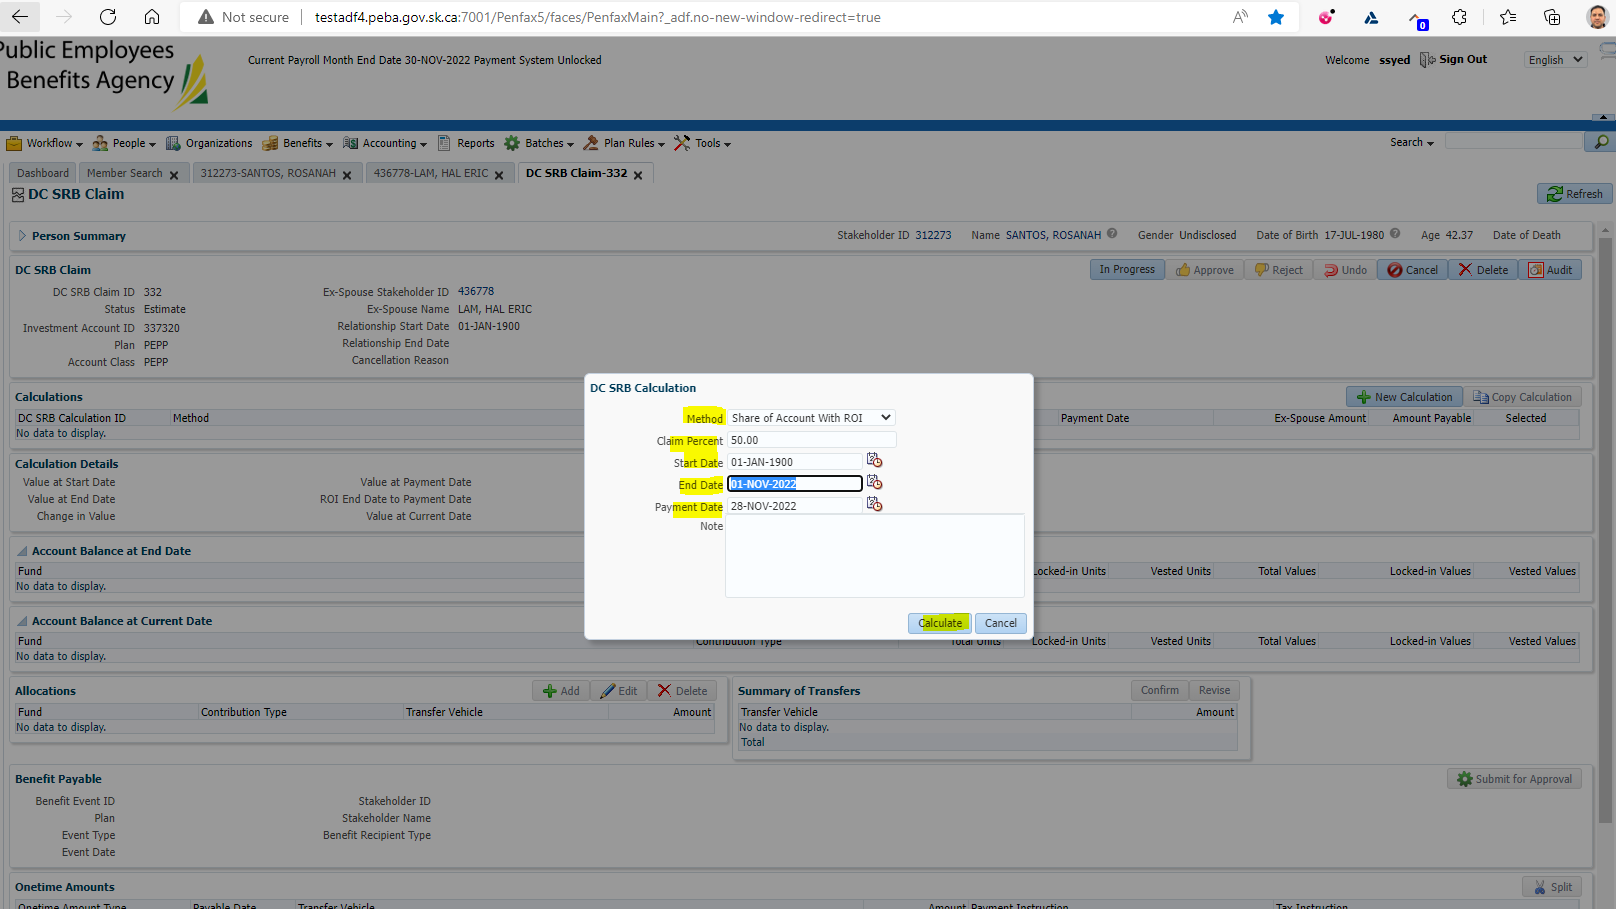 Not secure | testadf4.peba.gov.sk.ca:7001/Penfax5/faces/PenfaxMain?_adf.no-new-window-redirect=true
0
Public Employees
Benefits Agency
Current Payroll Month End Date 30-NOV-2022 Payment System Unlocked
Welcome ssyed Sign Out English
Workflow People Organizations Benefits Accounting Reports Batches Plan Rules Tools Search
Dashboard Member Search 312273-SANTOS, ROSANAH 436778-LAM, HAL ERIC DC SRB Claim-332
DC SRB Claim Refresh
Person Summary Stakeholder ID 312273 Name SANTOS, ROSANAH Gender Undisclosed Date of Birth 17-JUL-1980 Age 42.37 Date of Death
DC SRB Claim In Progress Approve Reject Undo Cancel Delete Audit
DC SRB Claim ID 332 Ex-Spouse Stakeholder ID 436778
Status Estimate Ex-Spouse Name LAM, HAL ERIC
Investment Account ID 337320 Relationship Start Date 01-JAN-1900
Plan PEPP Relationship End Date
Account Class PEPP Cancellation Reason
Calculations New Calculation Copy Calculation
DC SRB Calculation ID Method Payment Date Ex-Spouse Amount Amount Payable Selected
No data to display.
Calculation Details
Value at Start Date Value at Payment Date
Value at End Date ROI End Date to Payment Date
Change in Value Value at Current Date
DC SRB Calculation
Method Share of Account With ROI
Claim Percent 50.00
Start Date 01-JAN-1900
End Date 01-NOV-2022
Payment Date 28-NOV-2022
Note
Calculate Cancel
Account Balance at End Date
Fund Locked-in Units Vested Units Total Values Locked-in Values Vested Values
No data to display.
Account Balance at Current Date
Fund Contribution Type Total Units Locked-in Units Vested Units Total Values Locked-in Values Vested Values
No data to display.
Allocations Add Edit Delete Summary of Transfers Confirm Revise
Fund Contribution Type Transfer Vehicle Amount Transfer Vehicle Amount
No data to display. No data to display.
Total
Benefit Payable Submit for Approval
Benefit Event ID Stakeholder ID
Plan Stakeholder Name
Event Type Benefit Recipient Type
Event Date
Onetime Amounts Split
Onetime Amount Type Payable Date Transfer Vehicle Amount Payment Instruction Tax Instruction